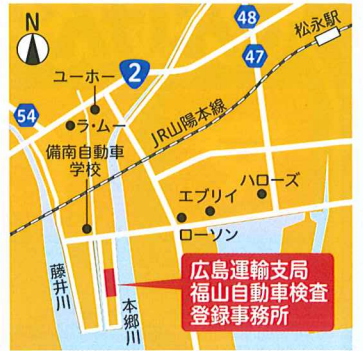 N
48
松永駅
47
ユーホー
2
54
ラ・ムー
JR山陽本線
備南自動車
学校
ハローズ
エブリイ
ローソン
藤井川
本郷川
広島運輸支局
福山自動車検査
登録事務所